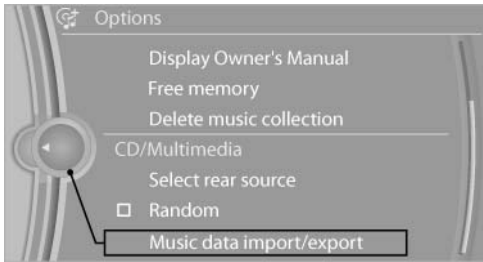 Options
Display Owner's Manual
Free memory
Delete music collection
CD/Multimedia
Select rear source
Random
Music data import/export